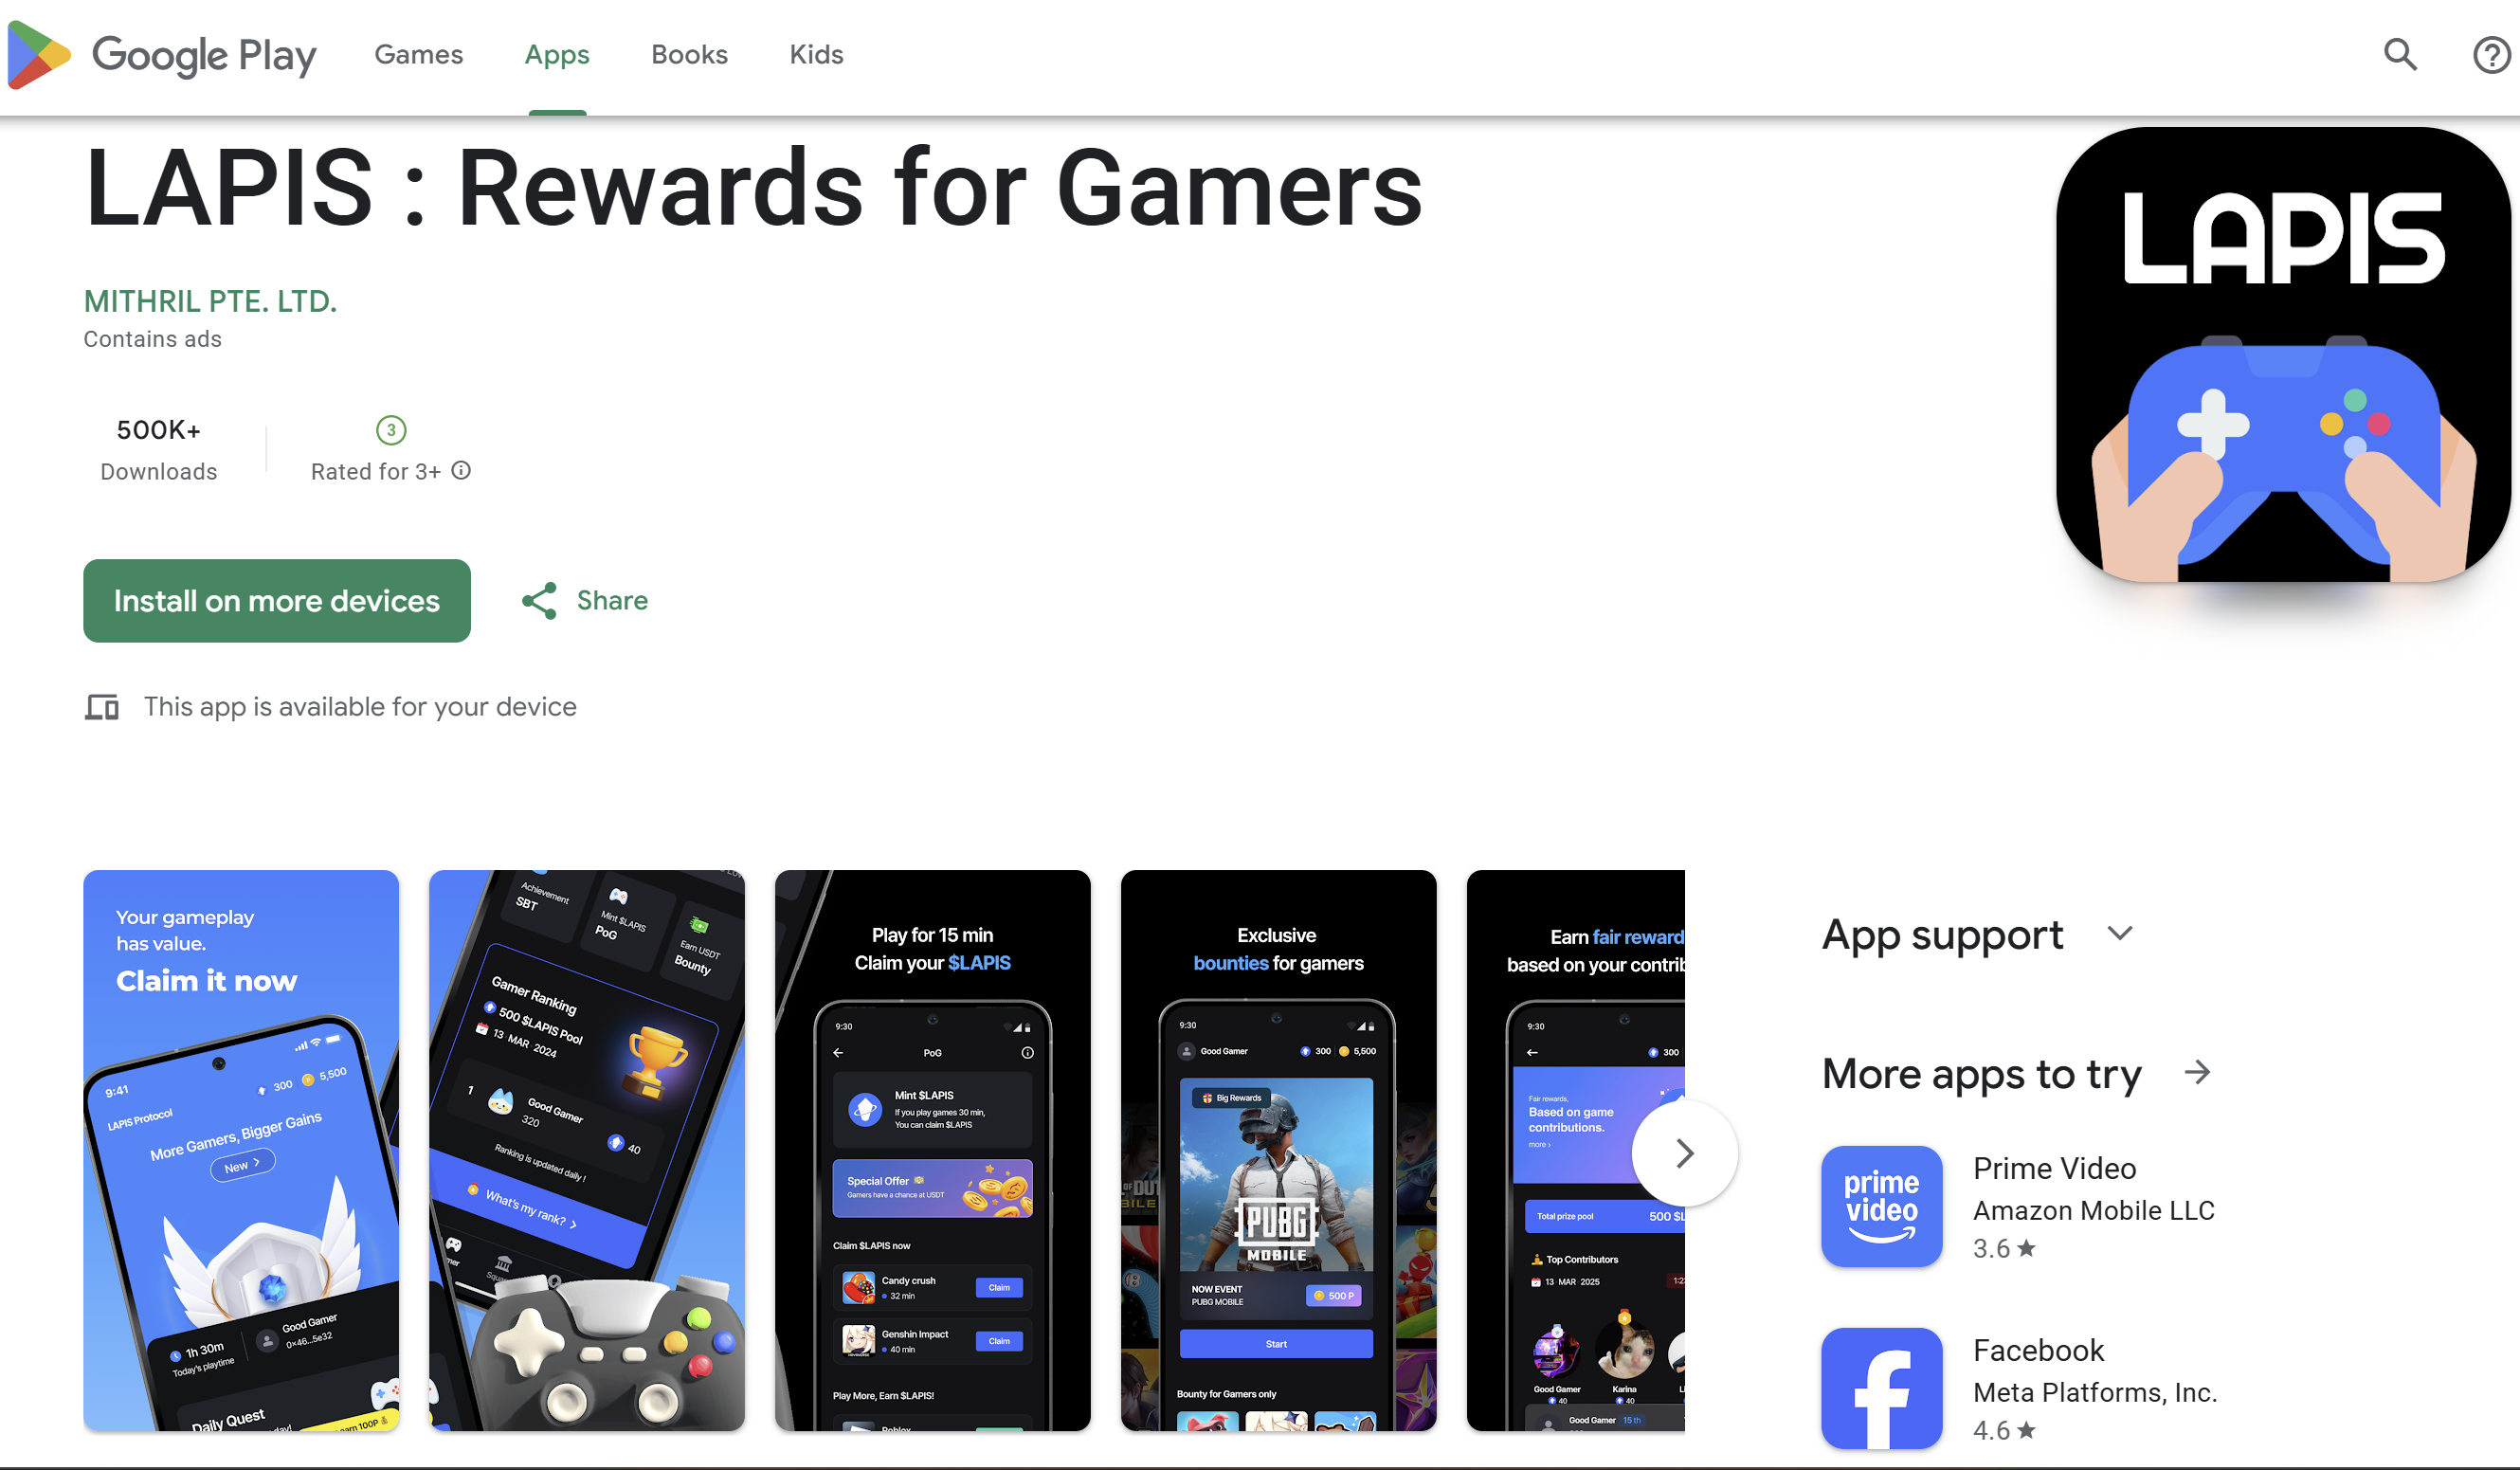 Google Play
Games
Apps
Books
Kids
LAPIS : Rewards for Gamers
MITHRIL PTE. LTD.
Contains ads
500K+
Downloads
3
Rated for 3+
Install on more devices
Share
This app is available for your device
LAPIS
Your gameplay
has value.
Claim it now
9:41
300
5,500
LAPIS Protocol
More Gamers, Bigger Gains
New >
1h 30m
Today's playtime
Good Gamer
0x46...5e32
Daily Quest
Achievement
SBT
Mint $LAPIS
PoG
Earn USDT
Bounty
Gamer Ranking
500 $LAPIS Pool
13 MAR 2024
1
Good Gamer
320
40
Ranking is updated daily !
What's my rank? >
Play for 15 min
Claim your $LAPIS
9:30
PoG
Mint $LAPIS
If you play games 30 min,
You can claim $LAPIS
Special Offer
Gamers have a chance at USDT
Claim $LAPIS now
Candy crush
32 min
Claim
Genshin Impact
40 min
Claim
Play More, Earn $LAPIS!
Roblox
Exclusive
bounties for gamers
9:30
Good Gamer
300
5,500
Big Rewards
PUBG
MOBILE
NOW EVENT
PUBG MOBILE
500 P
Start
Bounty for Gamers only
Earn fair reward
based on your contrib
9:30
300
Fair rewards,
Based on game
contributions.
more >
Total prize pool
500 $L
Top Contributors
13 MAR 2025
Good Gamer
40
Karina
40
Good Gamer
15 th
App support
More apps to try
prime
video
Prime Video
Amazon Mobile LLC
3.6
Facebook
Meta Platforms, Inc.
4.6